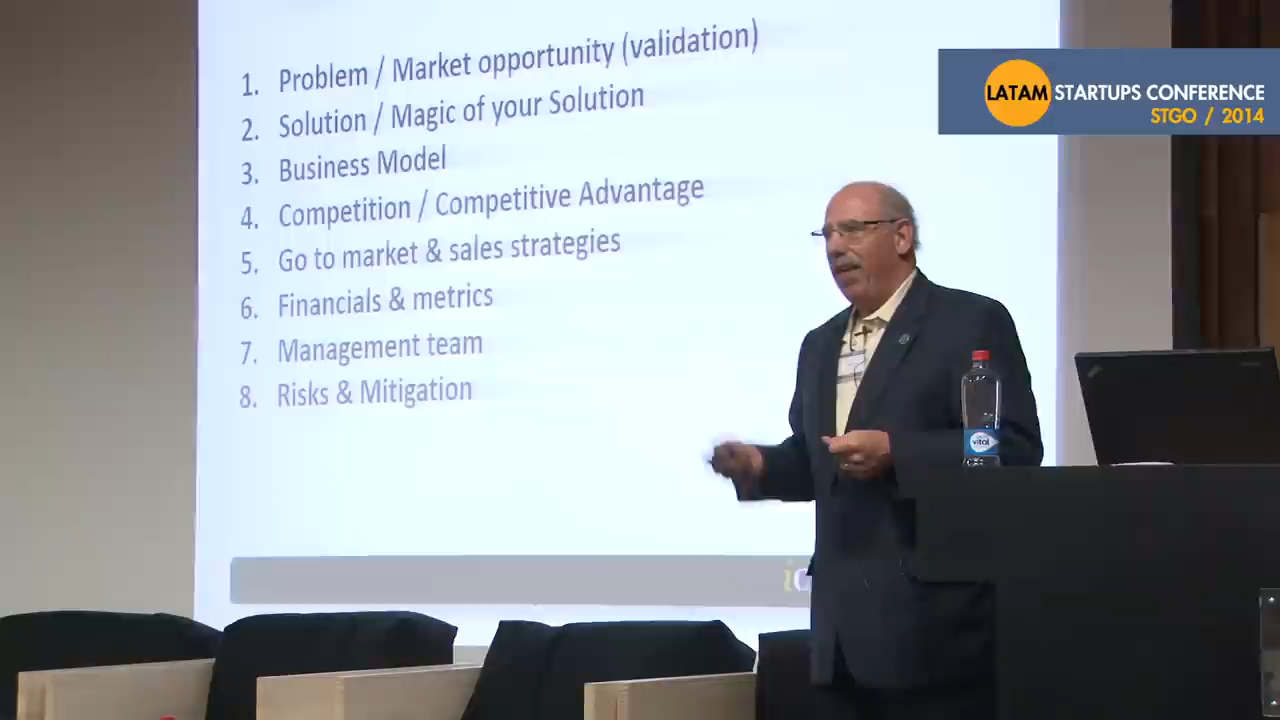 1. Problem / Market opportunity (validation)
2. Solution / Magic of your Solution
3. Business Model
4. Competition / Competitive Advantage
5. Go to market & sales strategies
6. Financials & metrics
7. Management team
8. Risks & Mitigation
LATAM STARTUPS CONFERENCE
STGO / 2014
vital